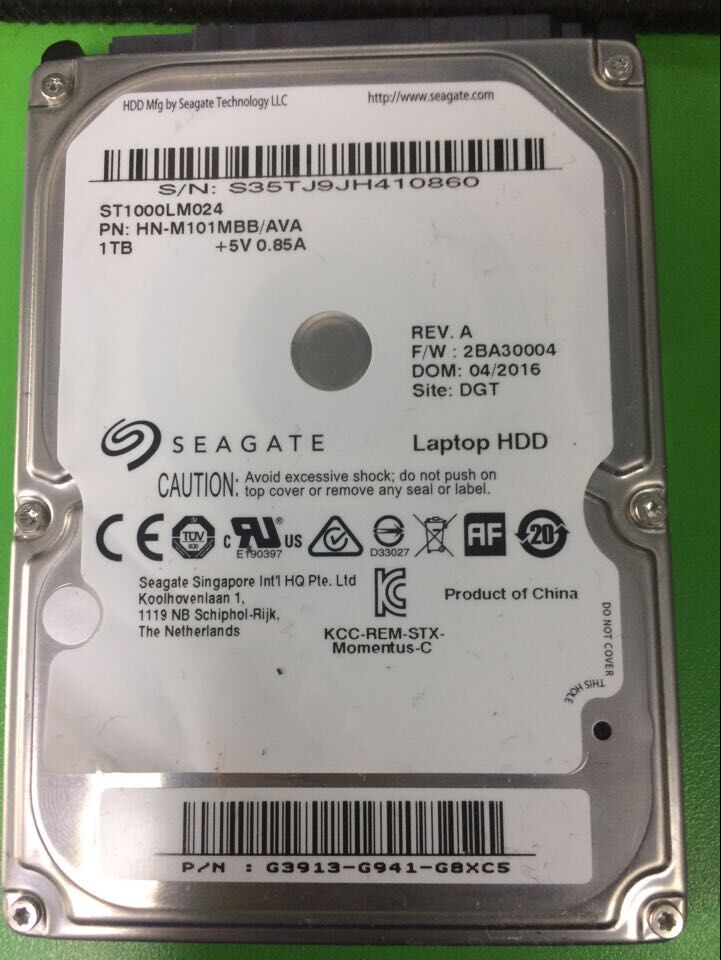 HDD Mfg by Seagate Technology LLC
http://www.seagate.com
S/N: S35TJ9JH410860
ST1000LM024
PN: HN-M101MBB/AVA
1TB +5V 0.85A
REV. A
F/W : 2BA30004
DOM: 04/2016
Site: DGT
SEAGATE
Laptop HDD
CAUTION: Avoid excessive shock; do not push on
top cover or remove any seal or label.
CE
TÜV
C RU US
E190397
D33027
AF
20
Seagate Singapore Int'l HQ Pte. Ltd
Koolhovenlaan 1,
1119 NB Schiphol-Rijk,
The Netherlands
KCC-REM-STX-
Momentus-C
Product of China
DO NOT COVER
THIS HOLE
P/N : G3913-G941-G8XC5